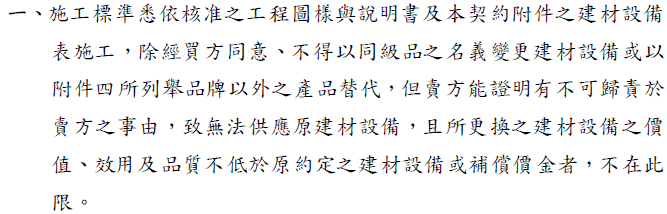 一、施工標準悉依核准之工程圖樣與說明書及本契約附件之建材設備
表施工，除經買方同意、不得以同級品之名義變更建材設備或以
附件四所列舉品牌以外之產品替代，但賣方能證明有不可歸責於
賣方之事由，致無法供應原建材設備，且所更換之建材設備之價
值、效用及品質不低於原約定之建材設備或補償價金者，不在此
限。